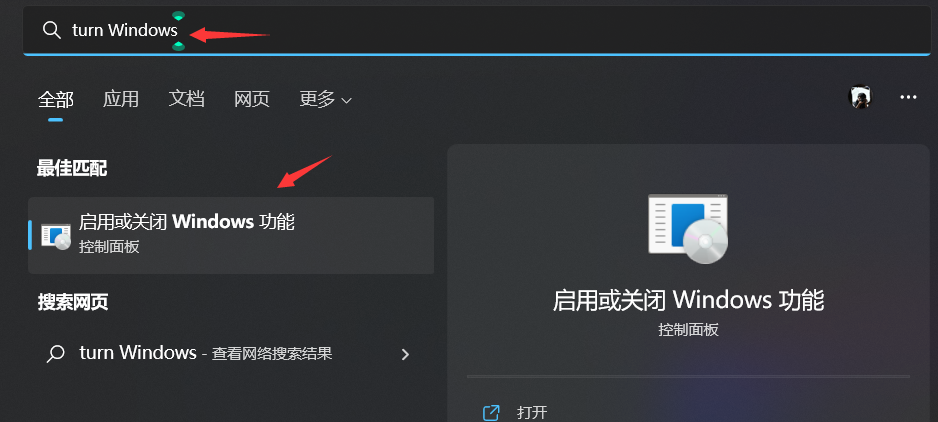 turn Windows
全部 应用 文档 网页 更多
最佳匹配
启用或关闭 Windows 功能
控制面板
搜索网页
turn Windows - 查看网络搜索结果
启用或关闭 Windows 功能
控制面板
打开